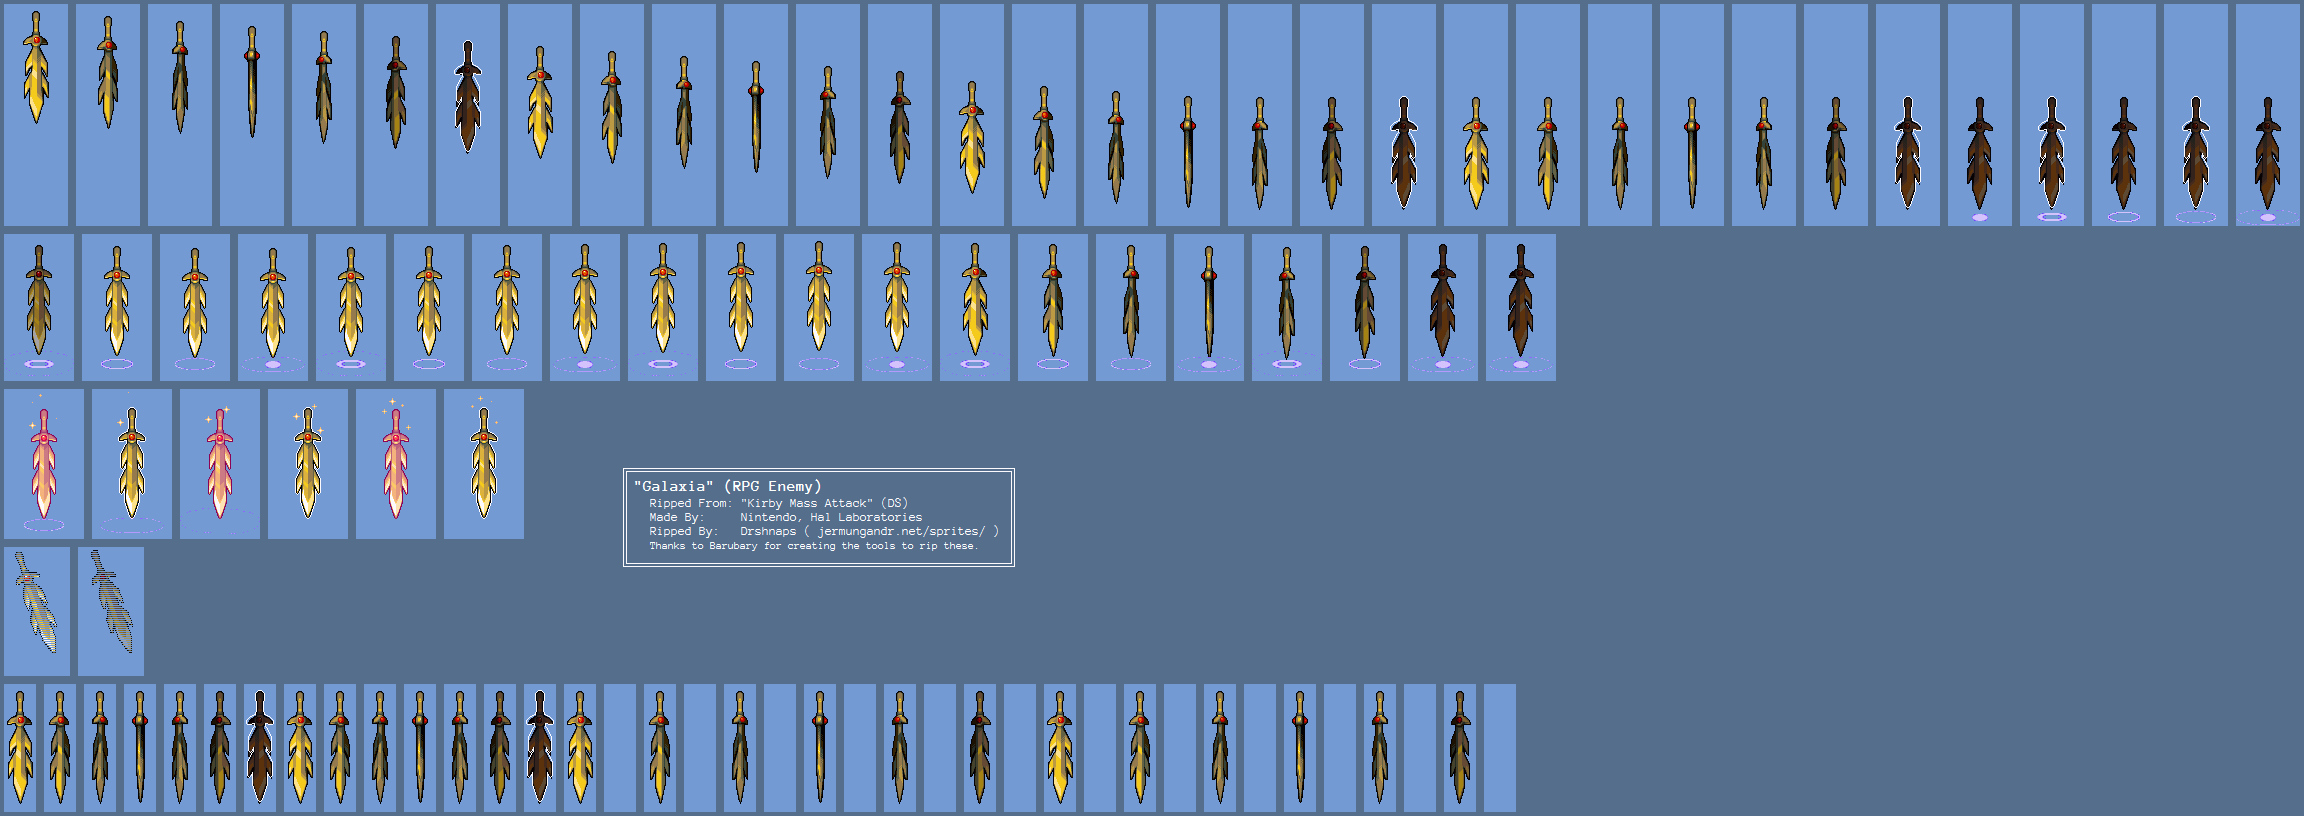 "Galaxia" (RPG Enemy)
Ripped From: "Kirby Mass Attack" (DS)
Made By: Nintendo, Hal Laboratories
Ripped By: Drshnaps ( jermungandr.net/sprites/ )
Thanks to Barubary for creating the tools to rip these.